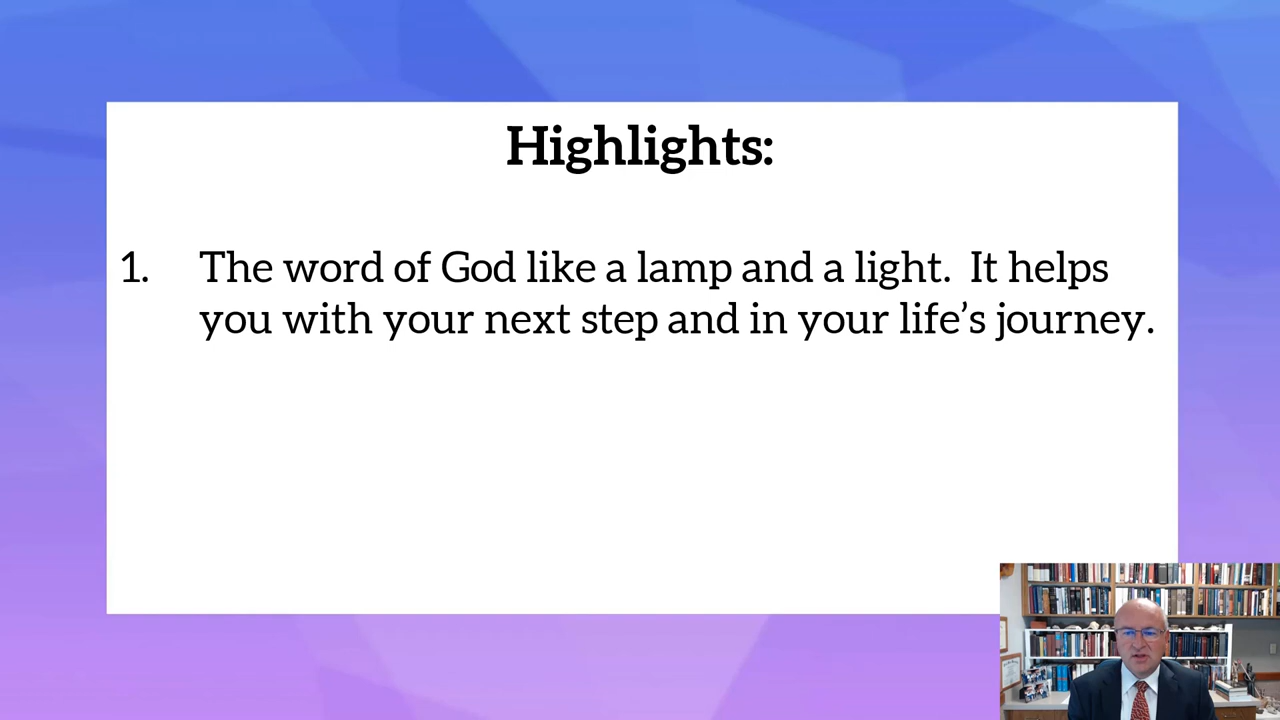 Highlights:
1. The word of God like a lamp and a light. It helps
you with your next step and in your life’s journey.